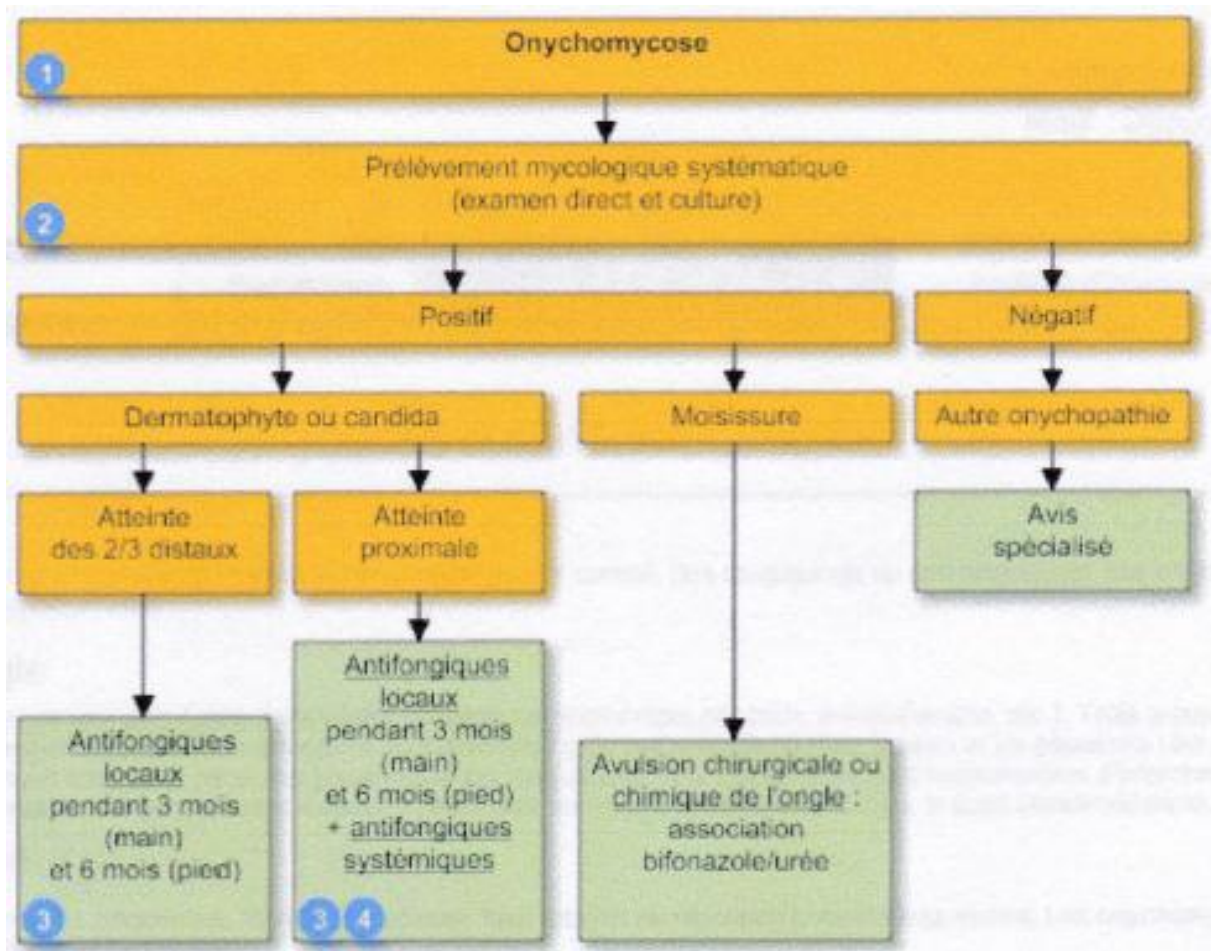 Onychomycose
1
Prélèvement mycologique systématique
(examen direct et culture)
2
Positif
Négatif
Dermatophyte ou candida
Moisissure
Autre onychopathie
Atteinte
des 2/3 distaux
Atteinte
proximale
Avis
spécialisé
Antifongiques
locaux
pendant 3 mois
(main)
et 6 mois (pied)
3
Antifongiques
locaux
pendant 3 mois
(main)
et 6 mois (pied)
+ antifongiques
systémiques
3 4
Avulsion chirurgicale ou
chimique de l'ongle :
association
bifonazole/urée